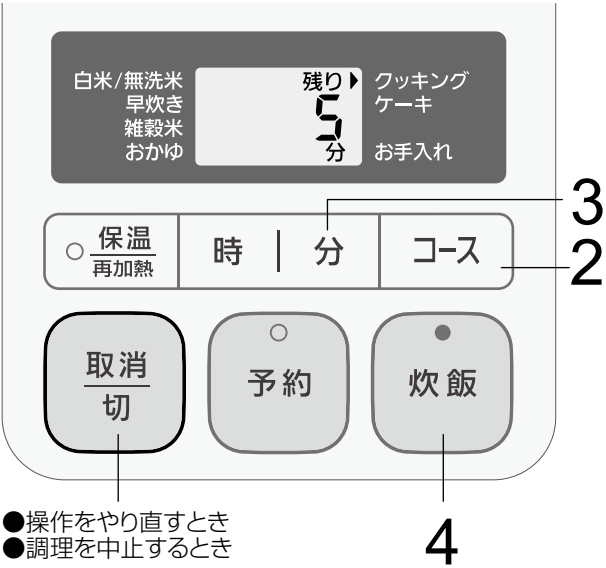 白米/無洗米
早炊き
雑穀米
おかゆ
残り
5
分
クッキング
ケーキ
お手入れ
3
2
保温
再加熱
時 | 分
コース
取消
切
予約
炊飯
●操作をやり直すとき
●調理を中止するとき
4